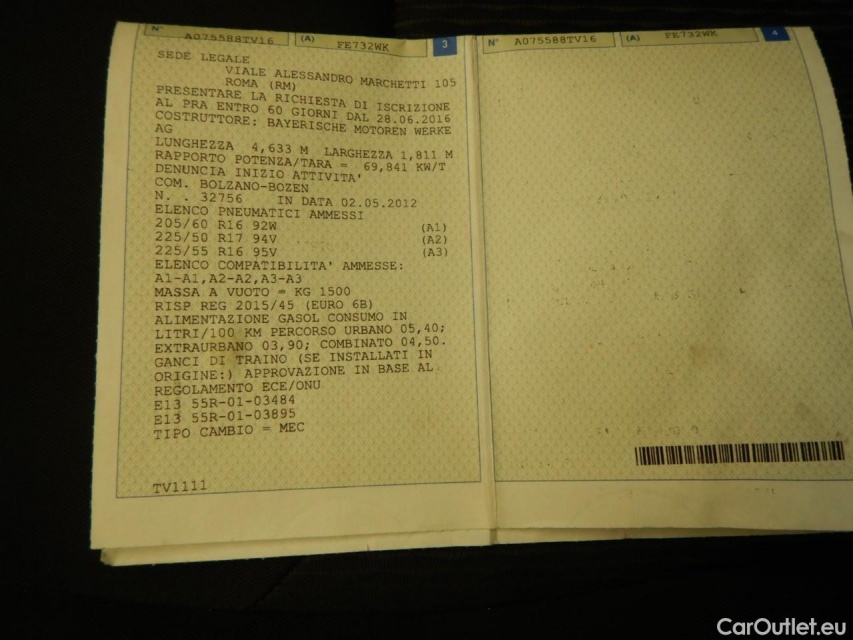 N° A075588TV16 (A) FE732WK 3
SEDE LEGALE
VIALE ALESSANDRO MARCHETTI 105
ROMA (RM)
PRESENTARE LA RICHIESTA DI ISCRIZIONE
AL PRA ENTRO 60 GIORNI DAL 28.06.2016
COSTRUTTORE: BAYERISCHE MOTOREN WERKE
AG
LUNGHEZZA 4,633 M LARGHEZZA 1,811 M
RAPPORTO POTENZA/TARA = 69,841 KW/T
DENUNCIA INIZIO ATTIVITA'
COM. BOLZANO-BOZEN
N. . 32756 IN DATA 02.05.2012
ELENCO PNEUMATICI AMMESSI
205/60 R16 92W (A1)
225/50 R17 94V (A2)
225/55 R16 95V (A3)
ELENCO COMPATIBILITA' AMMESSE:
A1-A1,A2-A2,A3-A3
MASSA A VUOTO = KG 1500
RISP REG 2015/45 (EURO 6B)
ALIMENTAZIONE GASOL CONSUMO IN
LITRI/100 KM PERCORSO URBANO 05,40;
EXTRAURBANO 03,90; COMBINATO 04,50.
GANCI DI TRAINO (SE INSTALLATI IN
ORIGINE:) APPROVAZIONE IN BASE AL
REGOLAMENTO ECE/ONU
E13 55R-01-03484
E13 55R-01-03895
TIPO CAMBIO = MEC
TV1111
N° A075588TV16 (A) FE732WK 4
CarOutlet.eu